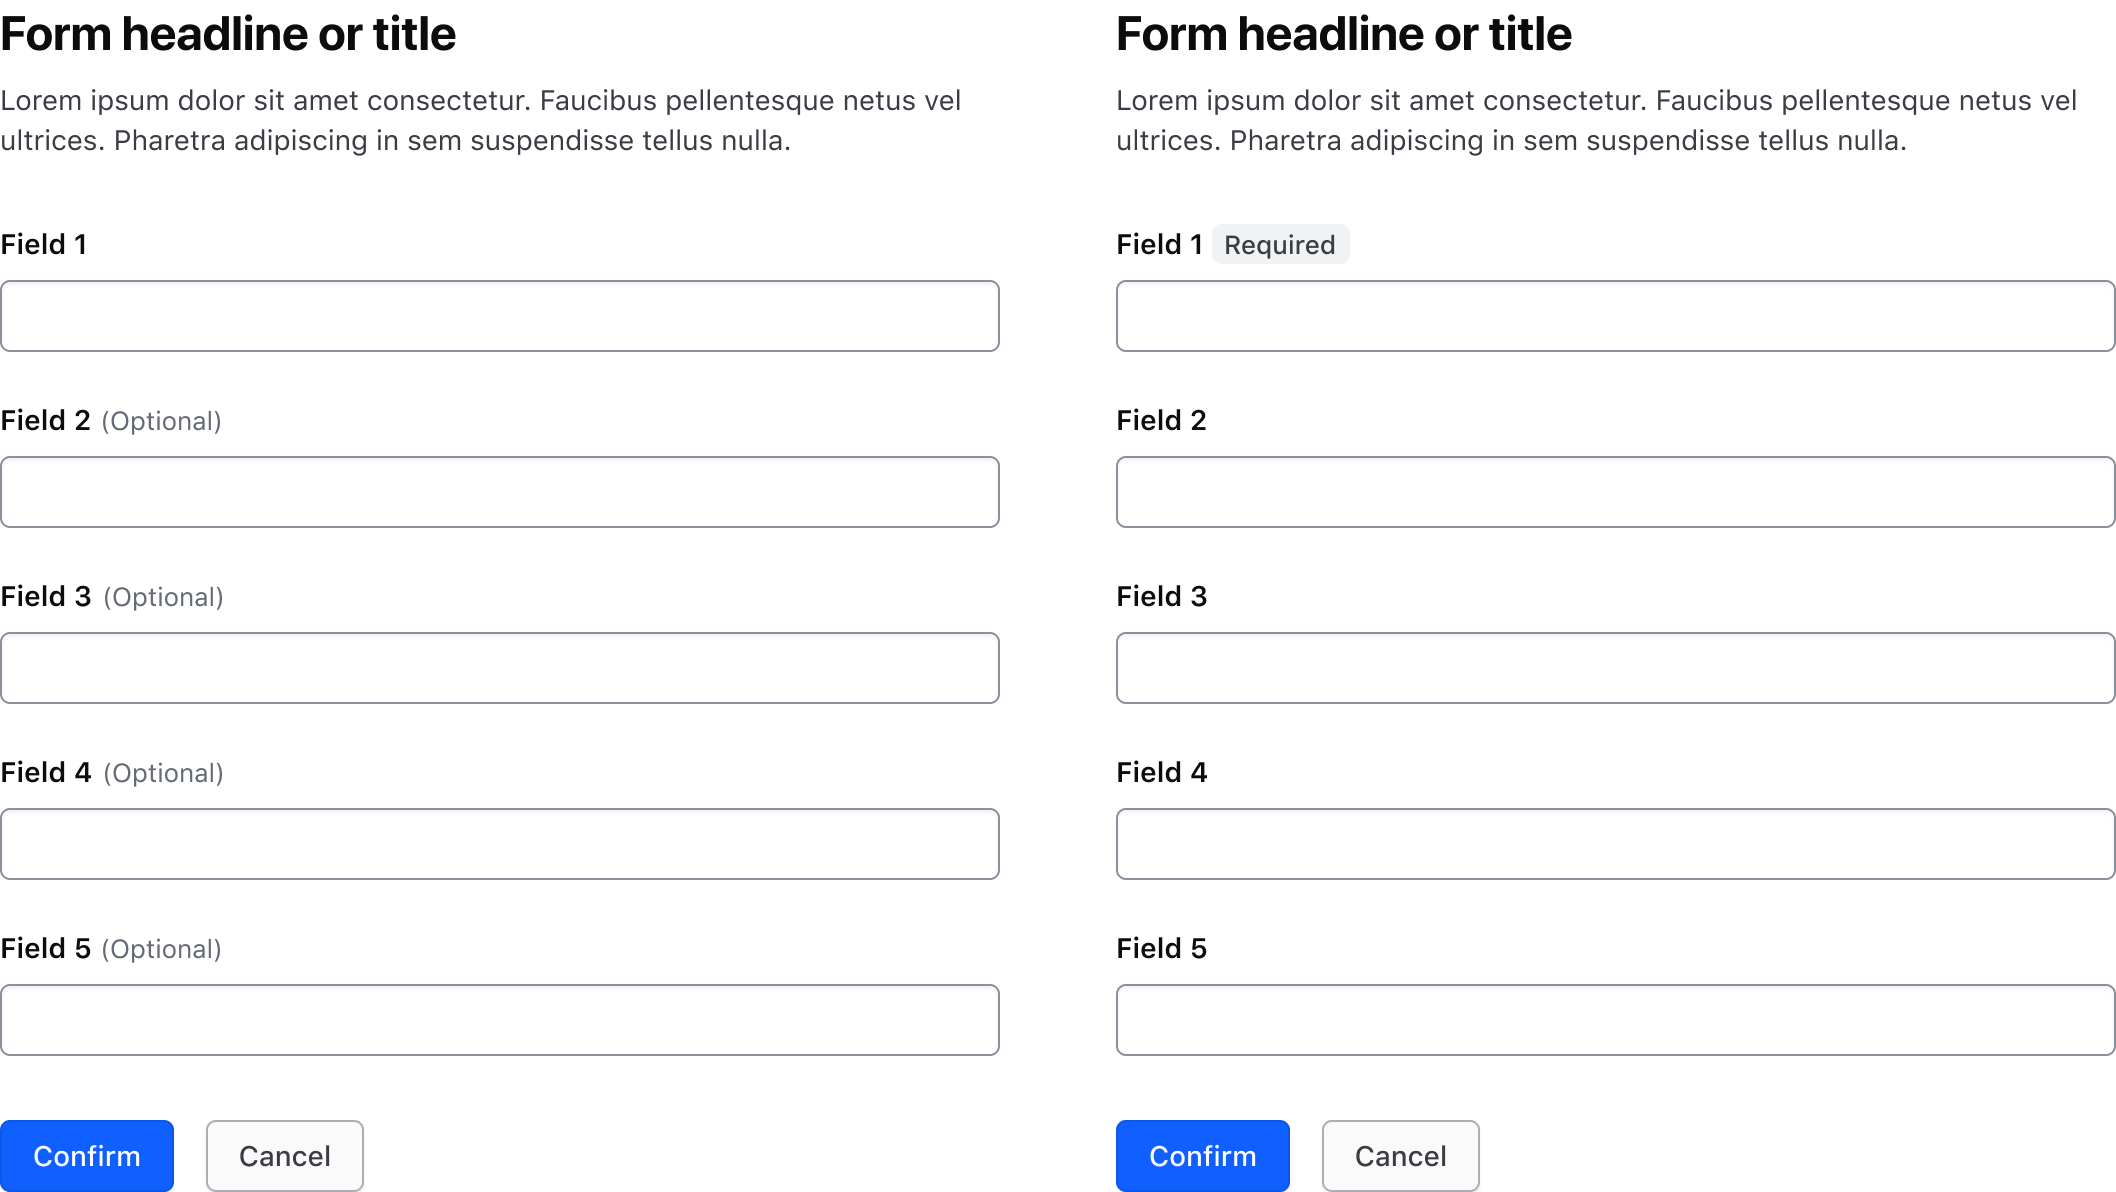 Form headline or title
Lorem ipsum dolor sit amet consectetur. Faucibus pellentesque netus vel
ultrices. Pharetra adipiscing in sem suspendisse tellus nulla.
Field 1
Field 2 (Optional)
Field 3 (Optional)
Field 4 (Optional)
Field 5 (Optional)
Confirm Cancel
Form headline or title
Lorem ipsum dolor sit amet consectetur. Faucibus pellentesque netus vel
ultrices. Pharetra adipiscing in sem suspendisse tellus nulla.
Field 1 Required
Field 2
Field 3
Field 4
Field 5
Confirm Cancel